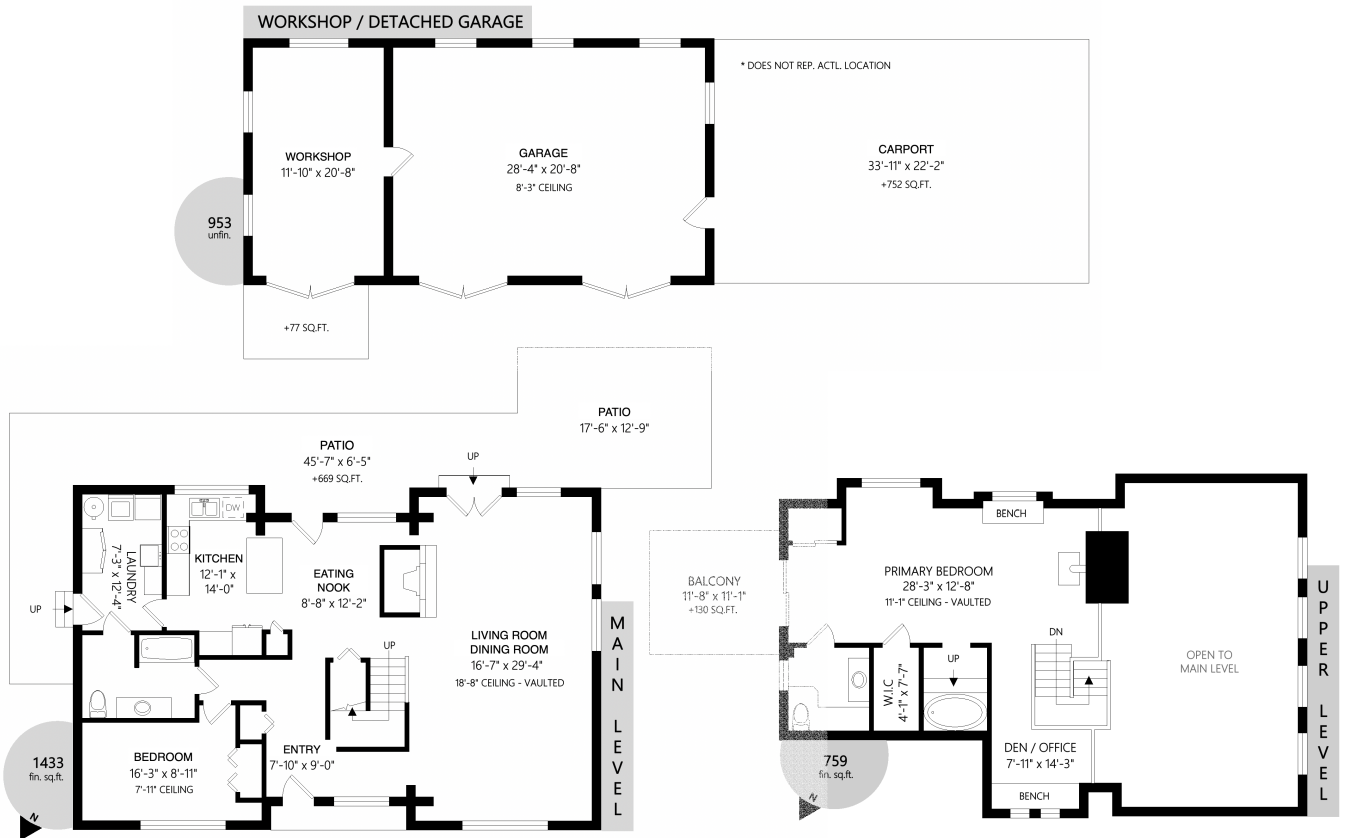 WORKSHOP / DETACHED GARAGE
* DOES NOT REP. ACTL. LOCATION
WORKSHOP
11'-10" x 20'-8"
GARAGE
28'-4" x 20'-8"
8'-3" CEILING
CARPORT
33'-11" x 22'-2"
+752 SQ.FT.
953
unfin.
+77 SQ.FT.
PATIO
17'-6" x 12'-9"
PATIO
45'-7" x 6'-5"
+669 SQ.FT.
UP
DW
LAUNDRY
7'-3" x 12'-4"
KITCHEN
12'-1" x
14'-0"
EATING
NOOK
8'-8" x 12'-2"
UP
UP
LIVING ROOM
DINING ROOM
16'-7" x 29'-4"
18'-8" CEILING - VAULTED
MAIN LEVEL
BEDROOM
16'-3" x 8'-11"
7'-11" CEILING
ENTRY
7'-10" x 9'-0"
1433
fin. sq.ft.
N
BENCH
BALCONY
11'-8" x 11'-1"
+130 SQ.FT.
PRIMARY BEDROOM
28'-3" x 12'-8"
11'-1" CEILING - VAULTED
DN
UP
W.I.C
4'-1" x 7'-7"
OPEN TO
MAIN LEVEL
UPPER LEVEL
DEN / OFFICE
7'-11" x 14'-3"
BENCH
759
fin. sq.ft.
N